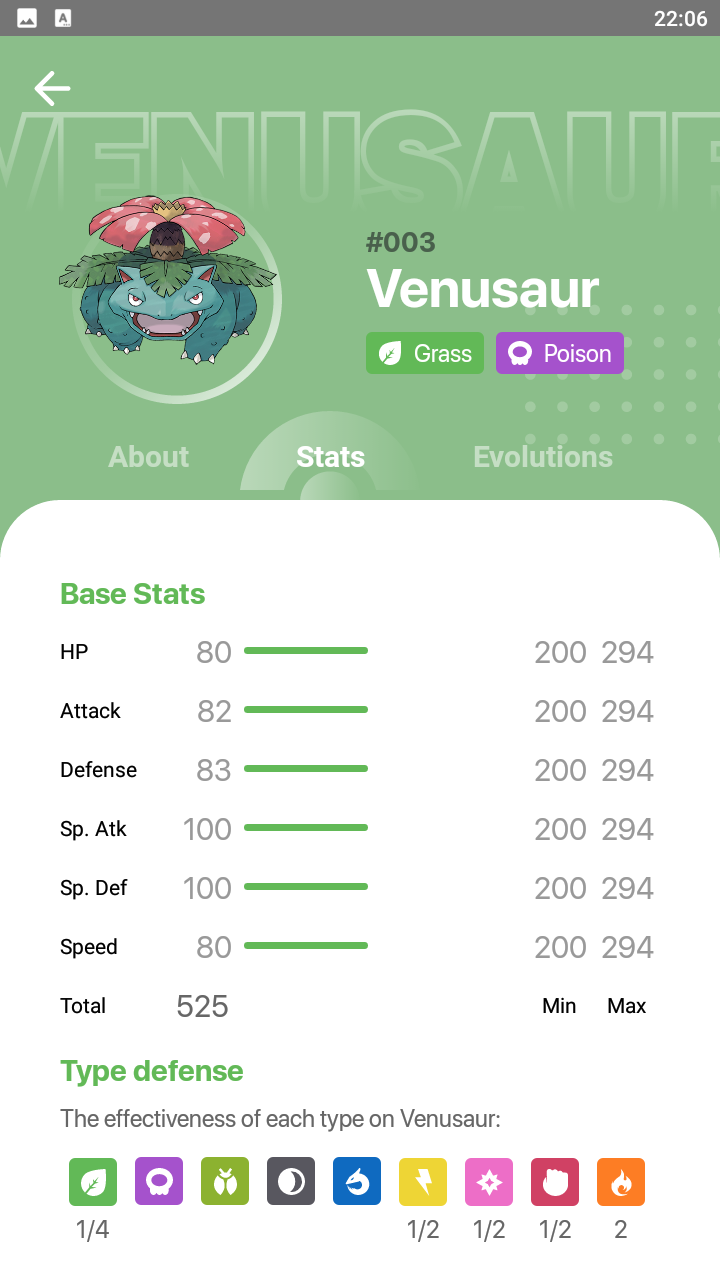 22:06
VENUSAUR
#003
Venusaur
Grass Poison
About Stats Evolutions
Base Stats
HP 80 200 294
Attack 82 200 294
Defense 83 200 294
Sp. Atk 100 200 294
Sp. Def 100 200 294
Speed 80 200 294
Total 525 Min Max
Type defense
The effectiveness of each type on Venusaur:
1/4 1/2 1/2 1/2 2